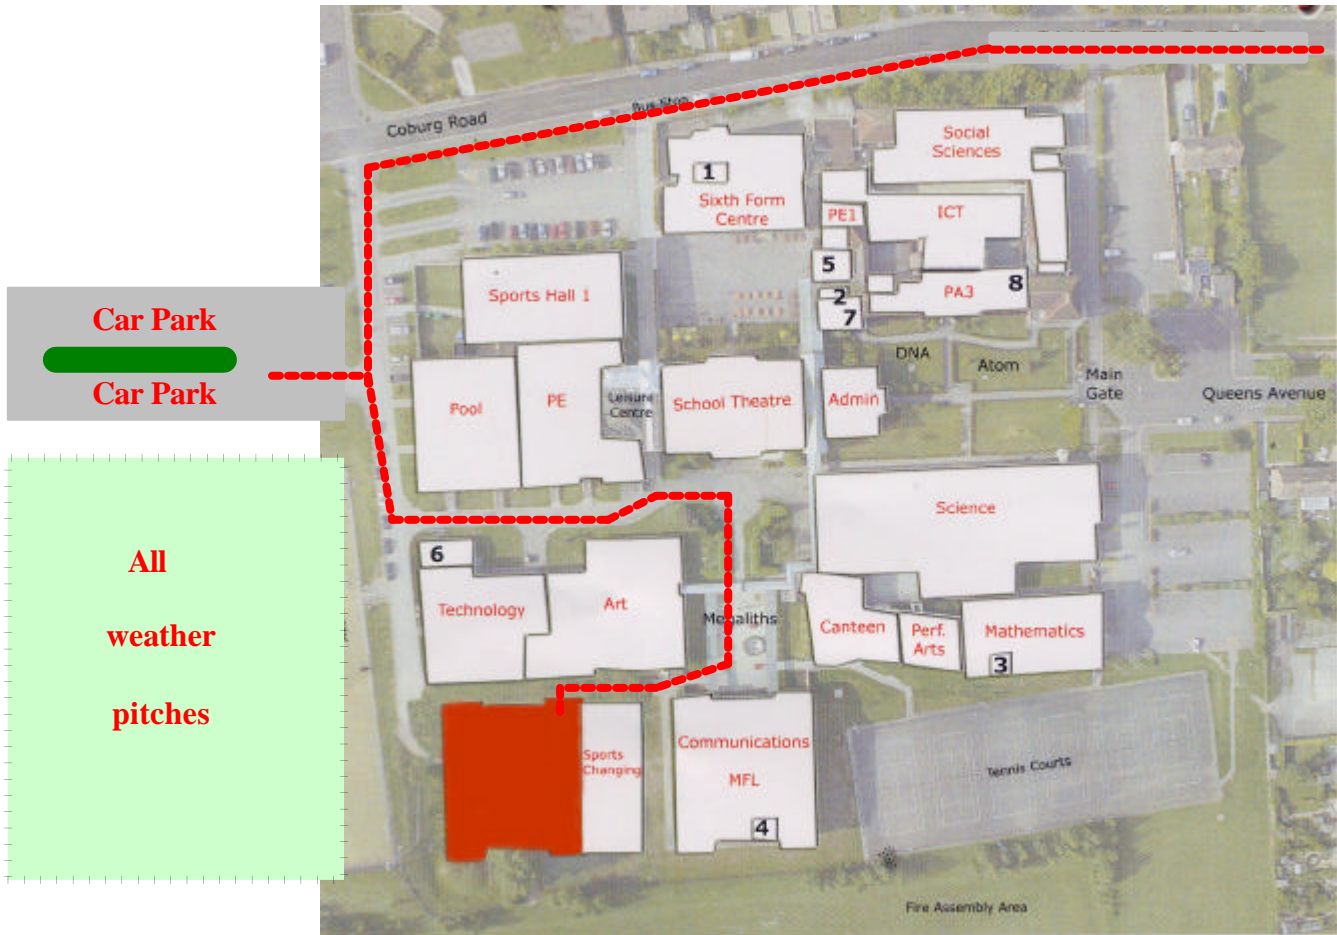 Bus Stop
Coburg Road
Social
Sciences
1
Sixth Form
Centre
PE1
ICT
5
Sports Hall 1
2
7
PA3
8
Car Park
Car Park
DNA
Atom
Main
Gate
Queens Avenue
Pool
PE
Leisure
Centre
School Theatre
Admin
Science
All
weather
pitches
6
Technology
Art
Megaliths
Canteen
Perf.
Arts
Mathematics
3
Sports
Changing
Communications
MFL
4
Tennis Courts
Fire Assembly Area